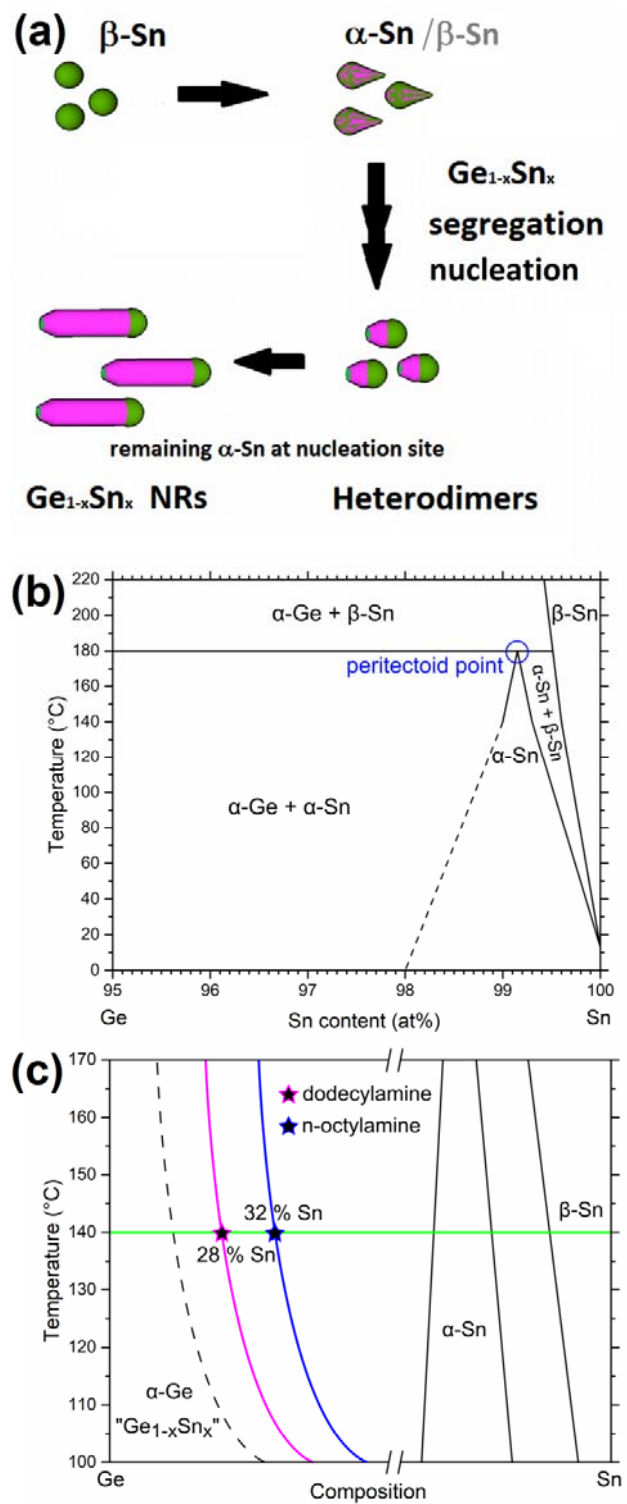 (a)
β-Sn
α-Sn /β-Sn
Ge1-xSnx
segregation
nucleation
remaining α-Sn at nucleation site
Ge1-xSnx NRs
Heterodimers
(b)
220
200
180
160
140
120
100
80
60
40
20
0
Temperature (°C)
α-Ge + β-Sn
β-Sn
peritectoid point
α-Sn + β-Sn
α-Sn
α-Ge + α-Sn
95 96 97 98 99 100
Ge Sn content (at%) Sn
(c)
170
160
150
140
130
120
110
100
Temperature (°C)
dodecylamine
n-octylamine
32 % Sn
28 % Sn
β-Sn
α-Sn
α-Ge
"Ge1-xSnx"
Ge Composition Sn